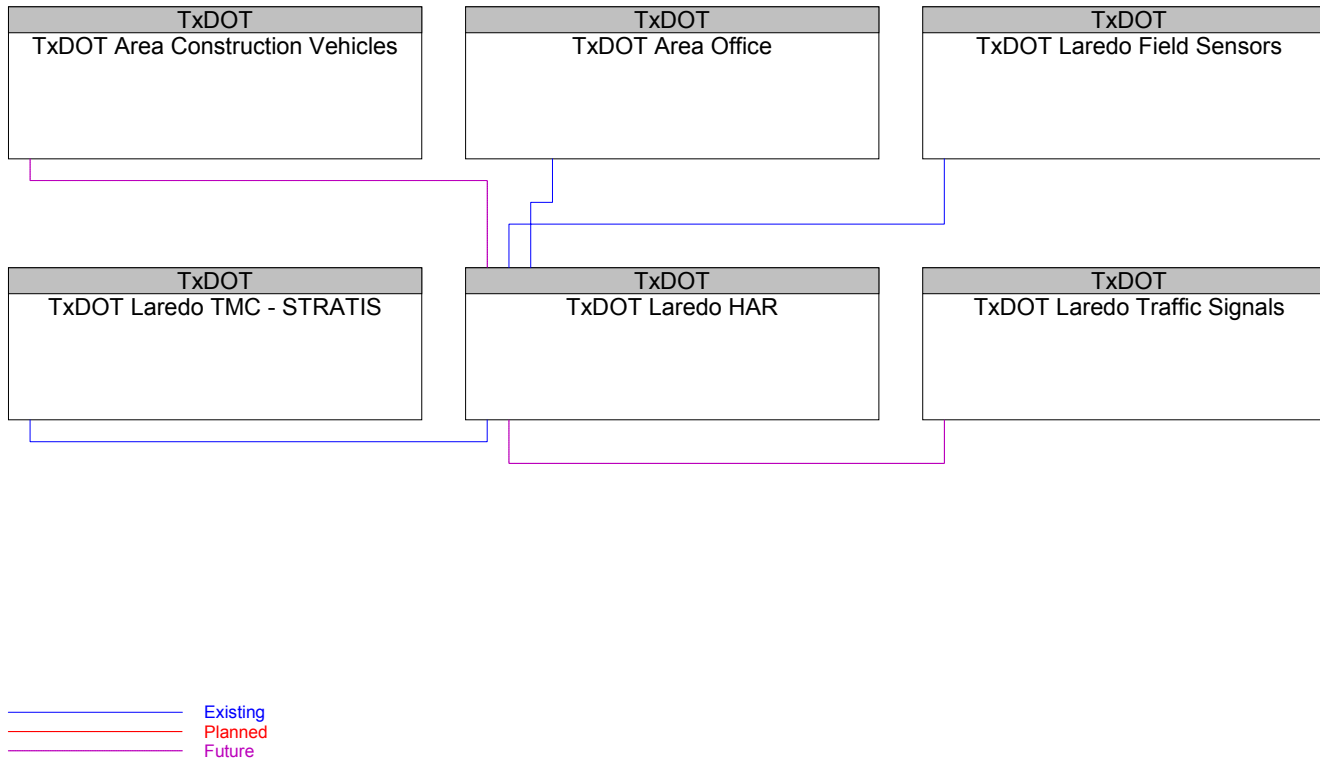 TxDOT
TxDOT Area Construction Vehicles
TxDOT
TxDOT Area Office
TxDOT
TxDOT Laredo Field Sensors
TxDOT
TxDOT Laredo TMC - STRATIS
TxDOT
TxDOT Laredo HAR
TxDOT
TxDOT Laredo Traffic Signals
Existing
Planned
Future